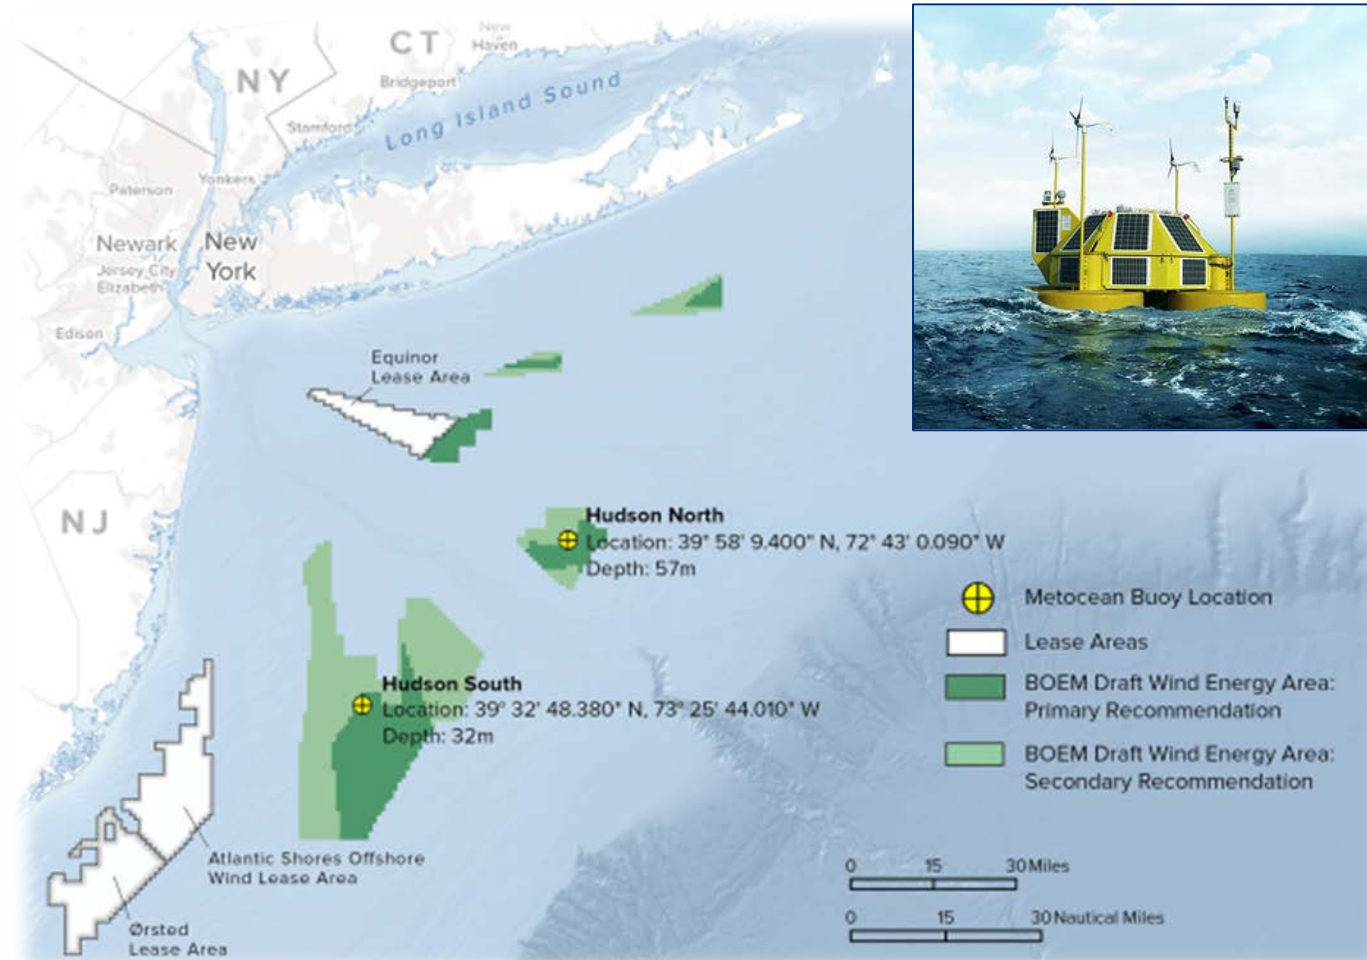 New
Haven
CT
Bridgeport
NY
Stamford
Long Island Sound
Yonkers
Paterson
Newark
New
York
Jersey City
Elizabeth
Edison
Equinor
Lease Area
NJ
Hudson North
Location: 39° 58' 9.400" N, 72° 43' 0.090" W
Depth: 57m
Metocean Buoy Location
Lease Areas
BOEM Draft Wind Energy Area:
Primary Recommendation
BOEM Draft Wind Energy Area:
Secondary Recommendation
Hudson South
Location: 39° 32' 48.380" N, 73° 25' 44.010" W
Depth: 32m
Atlantic Shores Offshore
Wind Lease Area
Ørsted
Lease Area
0 15 30 Miles
0 15 30 Nautical Miles